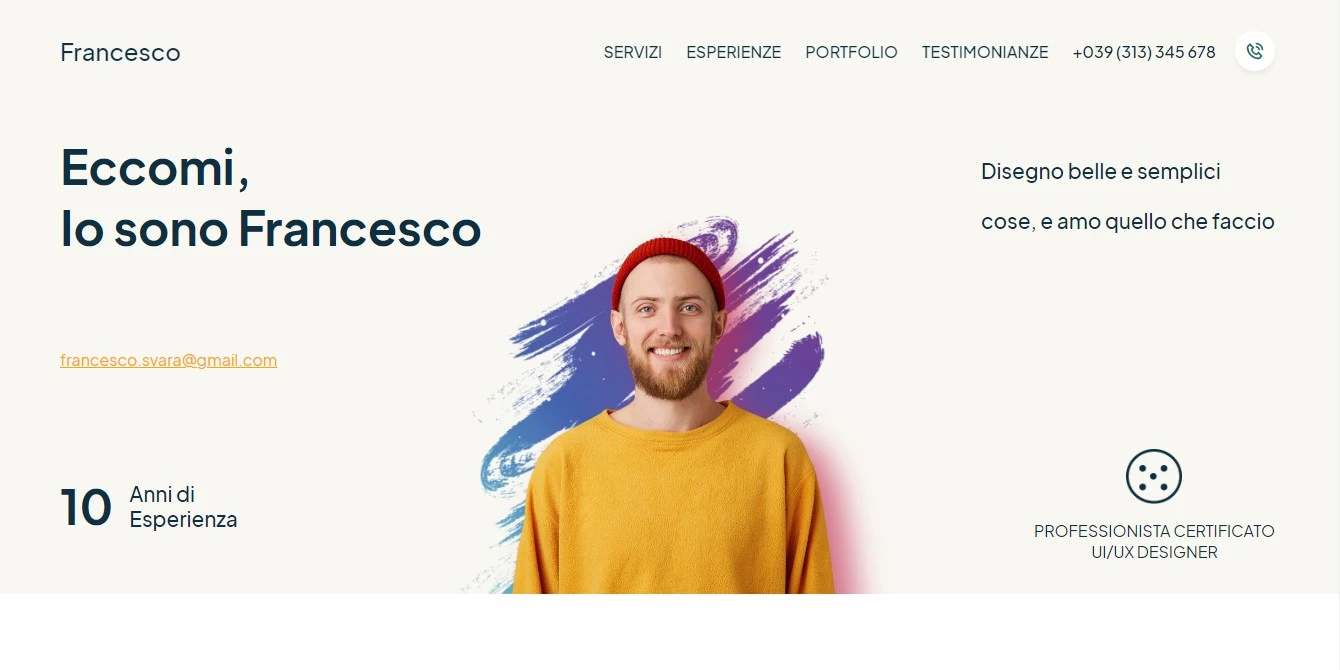 Francesco
SERVIZI
ESPERIENZE
PORTFOLIO
TESTIMONIANZE
+039 (313) 345 678
Eccomi,
Io sono Francesco
Disegno belle e semplici
cose, e amo quello che faccio
francesco.svara@gmail.com
10
Anni di
Esperienza
PROFESSIONISTA CERTIFICATO
UI/UX DESIGNER